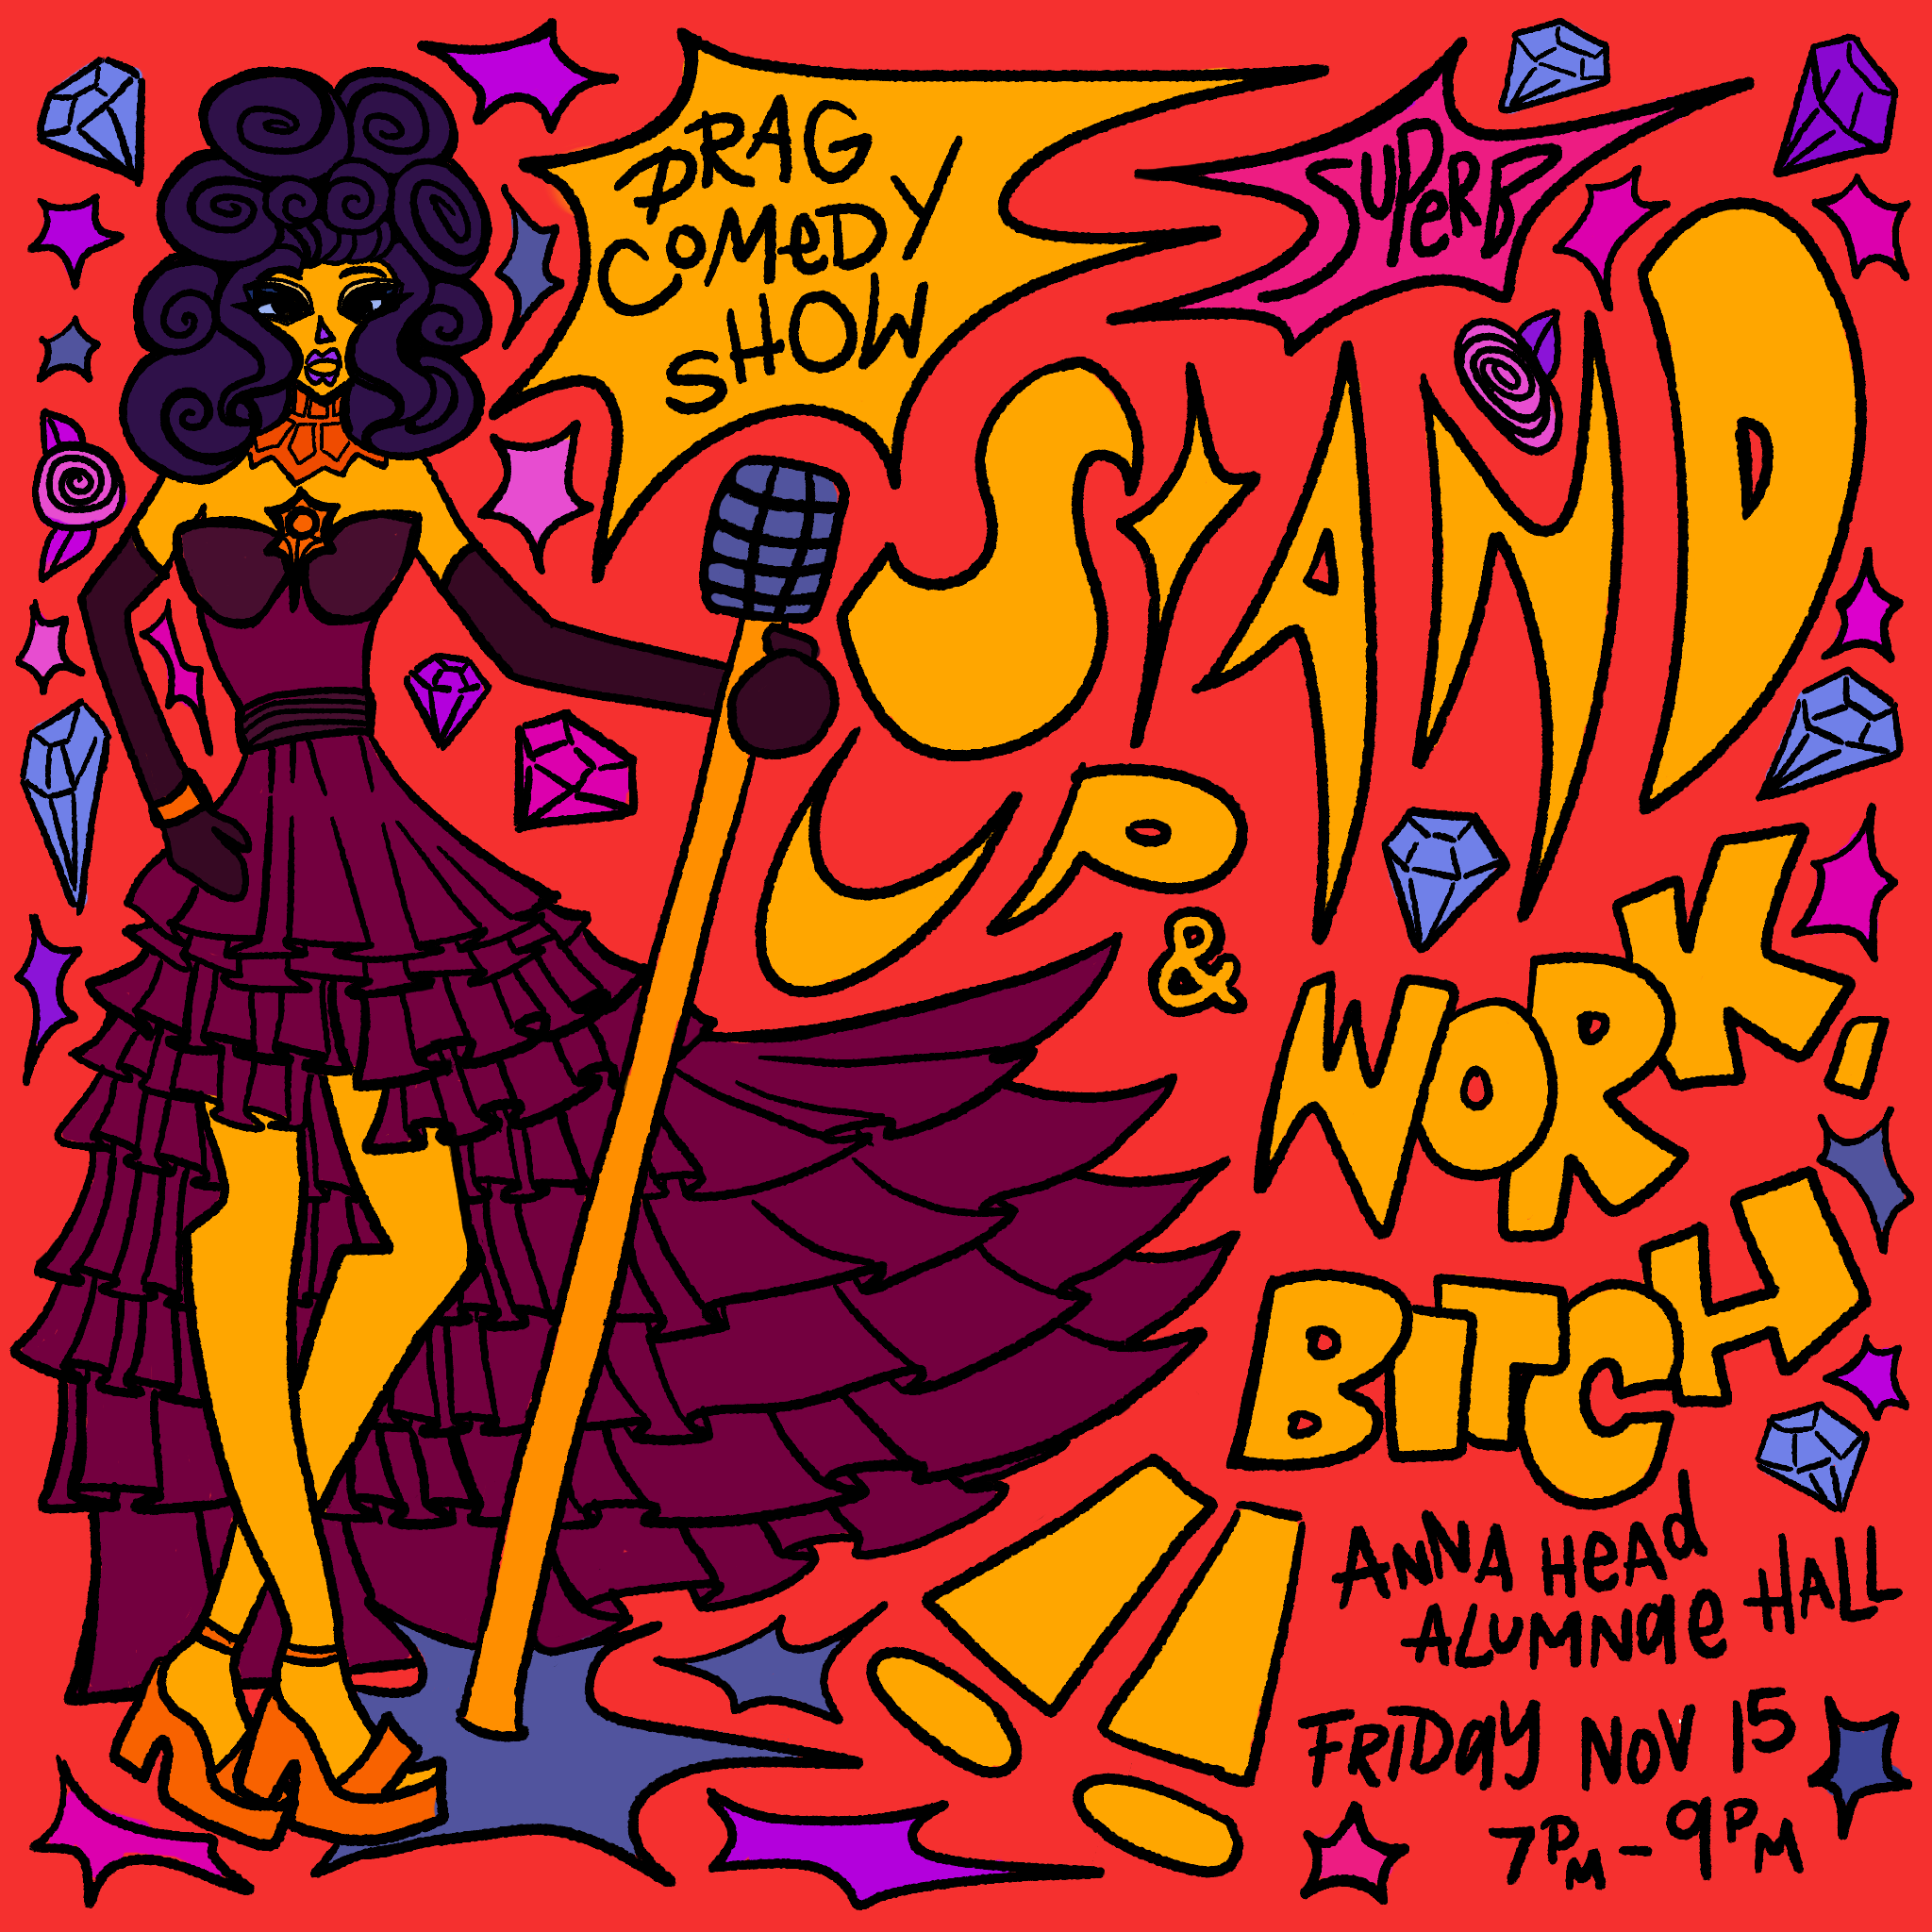 DRAG
COMeDY
SHOW
SUPeRB
STAND
UP
&
WORK,
BITCH!!
ANNA HeAd
ALUMNae HALL
FRIDay NOV 15
7PM-9PM